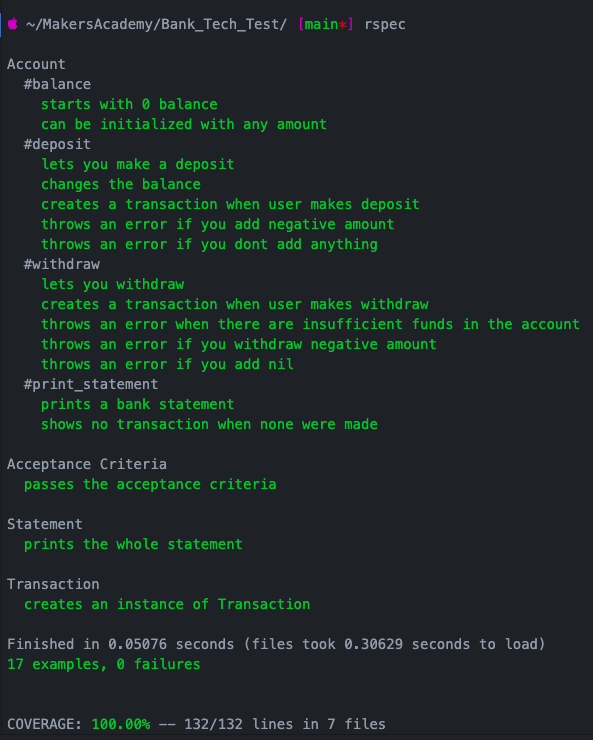 ~/MakersAcademy/Bank_Tech_Test/ [main*] rspec
Account
#balance
starts with 0 balance
can be initialized with any amount
#deposit
lets you make a deposit
changes the balance
creates a transaction when user makes deposit
throws an error if you add negative amount
throws an error if you dont add anything
#withdraw
lets you withdraw
creates a transaction when user makes withdraw
throws an error when there are insufficient funds in the account
throws an error if you withdraw negative amount
throws an error if you add nil
#print_statement
prints a bank statement
shows no transaction when none were made
Acceptance Criteria
passes the acceptance criteria
Statement
prints the whole statement
Transaction
creates an instance of Transaction
Finished in 0.05076 seconds (files took 0.30629 seconds to load)
17 examples, 0 failures
COVERAGE: 100.00% -- 132/132 lines in 7 files